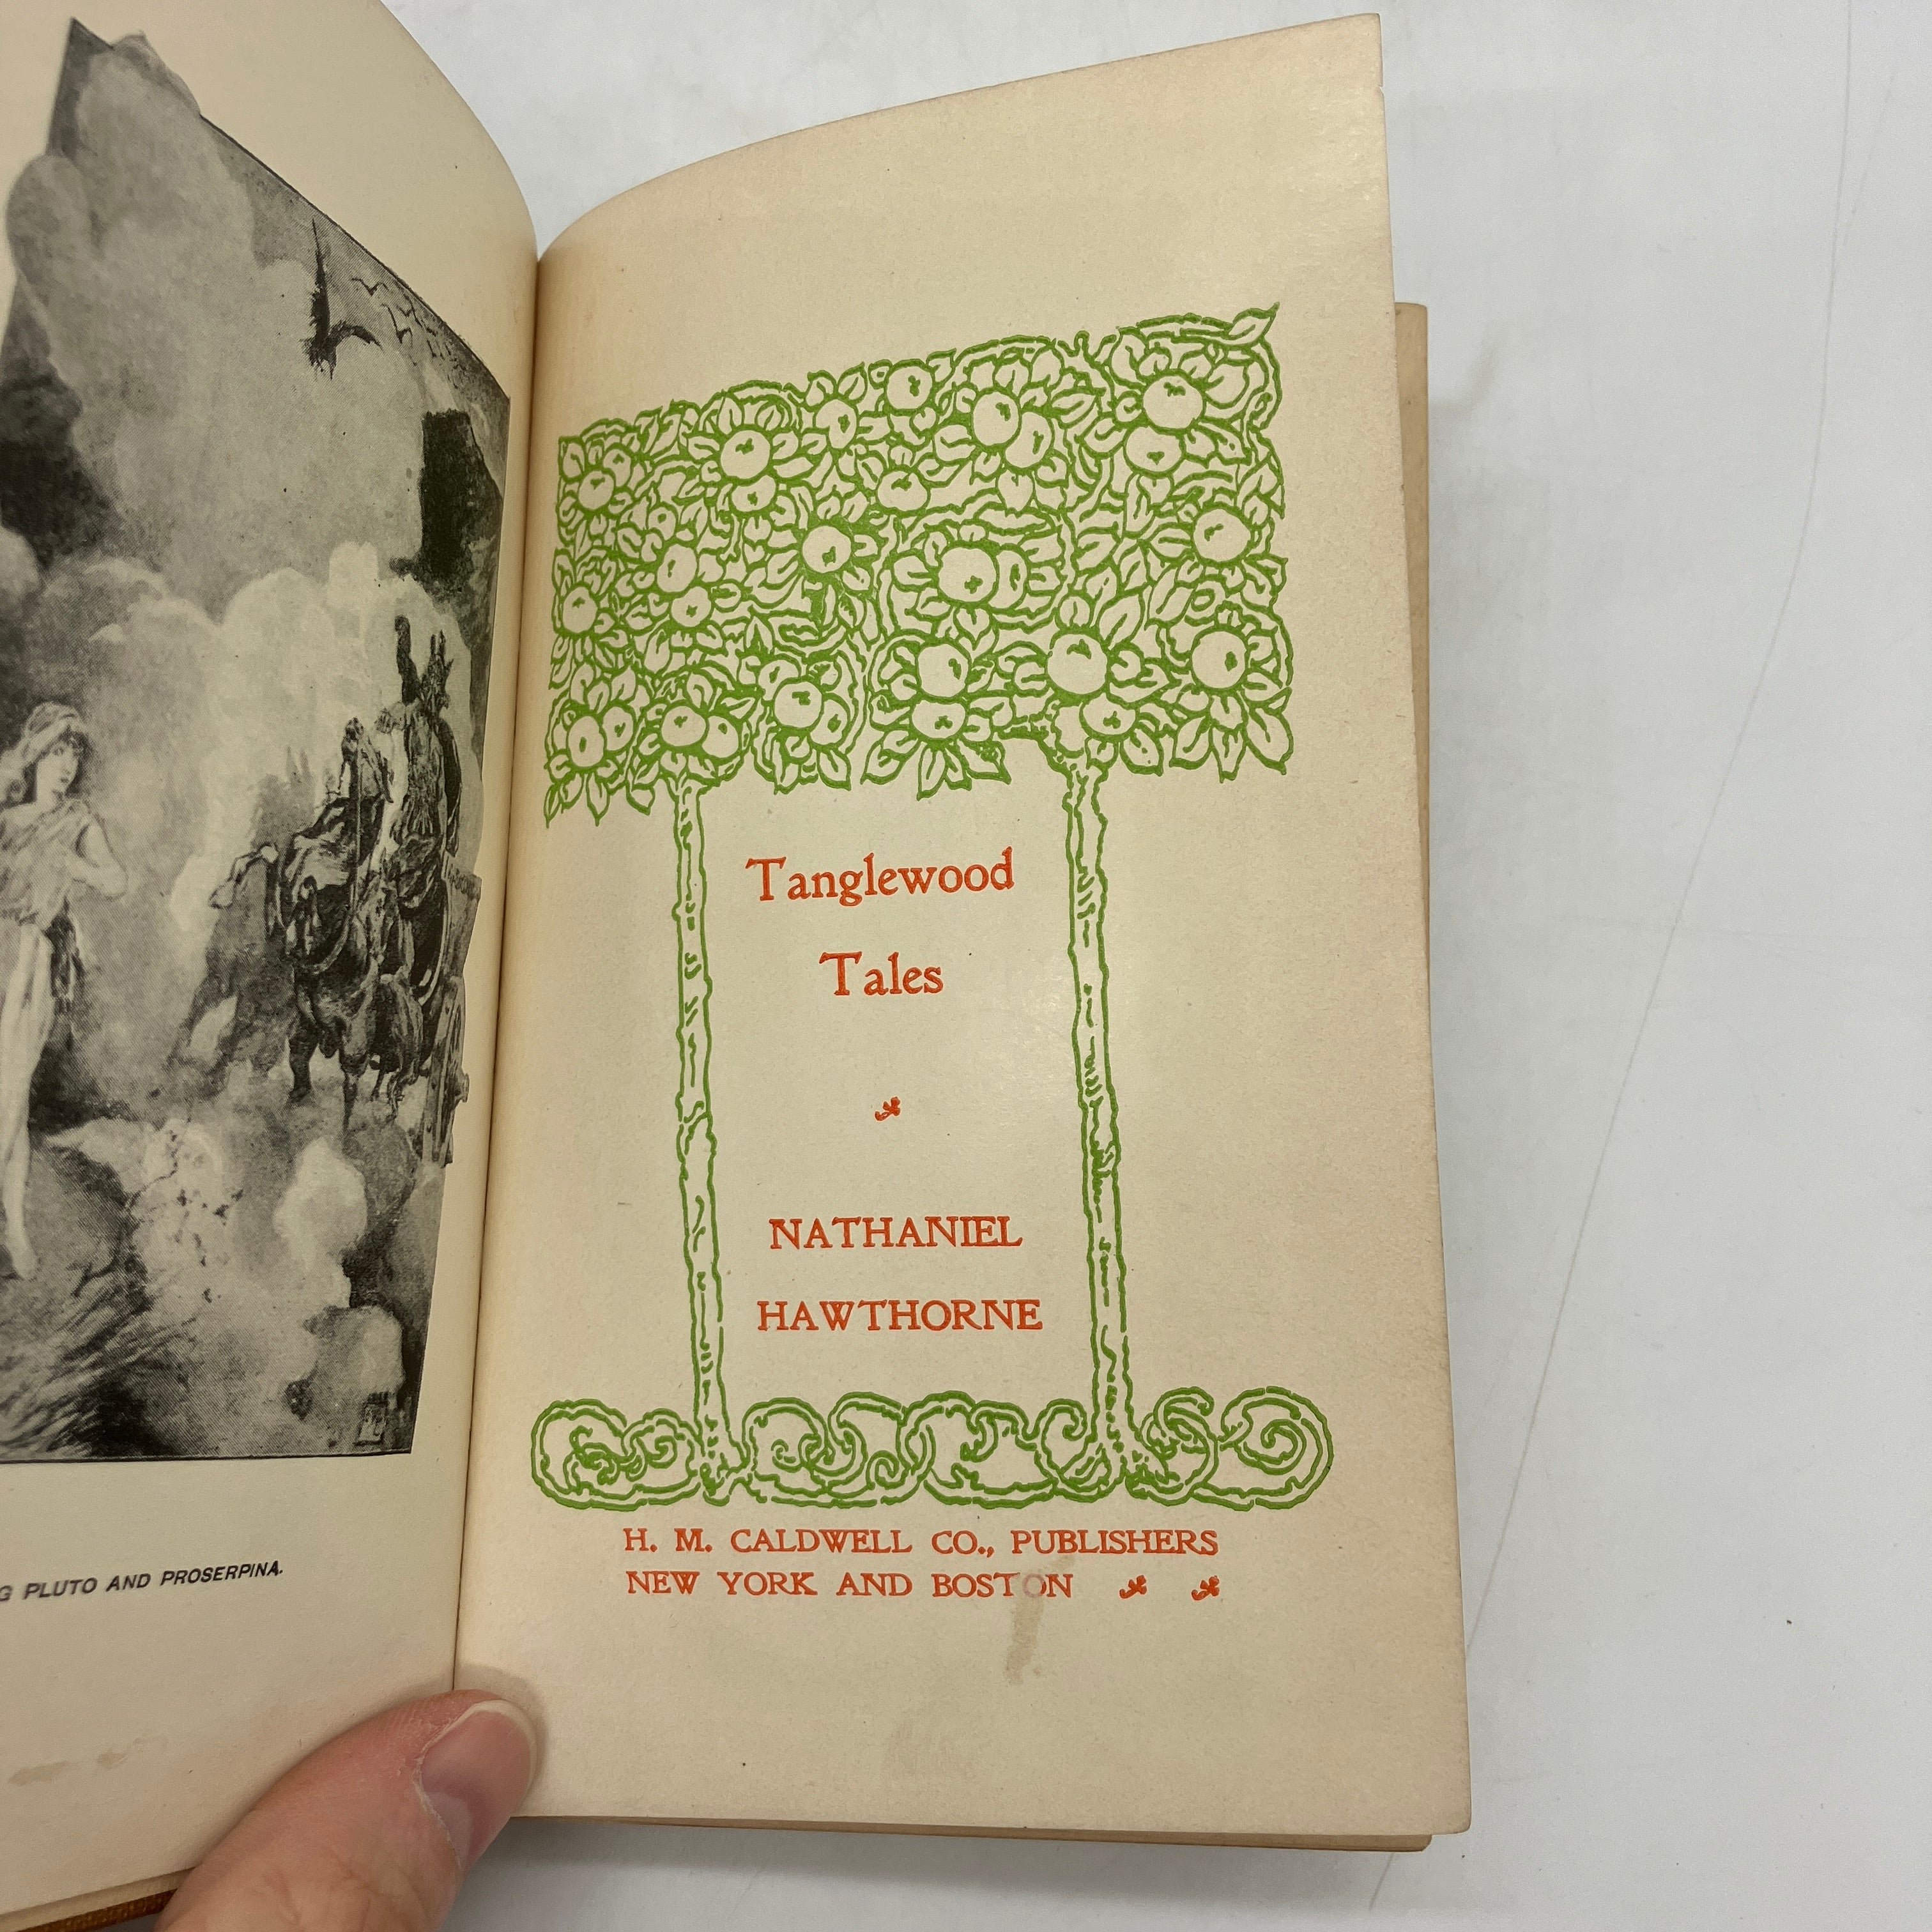 PLUTO AND PROSERPINA.
Tanglewood
Tales
NATHANIEL
HAWTHORNE
H. M. CALDWELL CO., PUBLISHERS
NEW YORK AND BOSTON